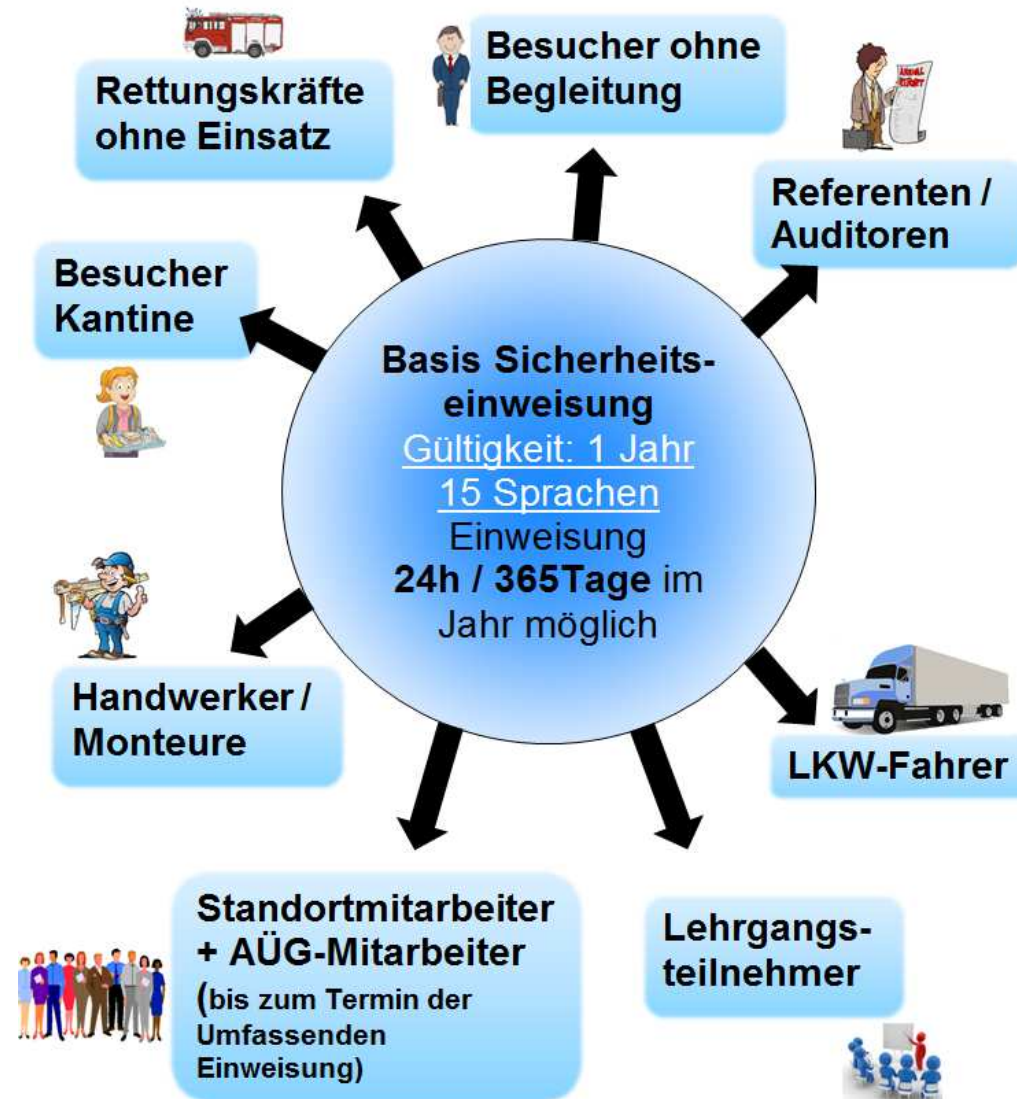 Rettungskräfte
ohne Einsatz
Besucher ohne
Begleitung
ANNUAL
REPORT
Referenten /
Auditoren
Besucher
Kantine
Basis Sicherheits-
einweisung
Gültigkeit: 1 Jahr
15 Sprachen
Einweisung
24h / 365Tage im
Jahr möglich
Handwerker /
Monteure
LKW-Fahrer
Standortmitarbeiter
+ AÜG-Mitarbeiter
(bis zum Termin der
Umfassenden
Einweisung)
Lehrgangs-
teilnehmer